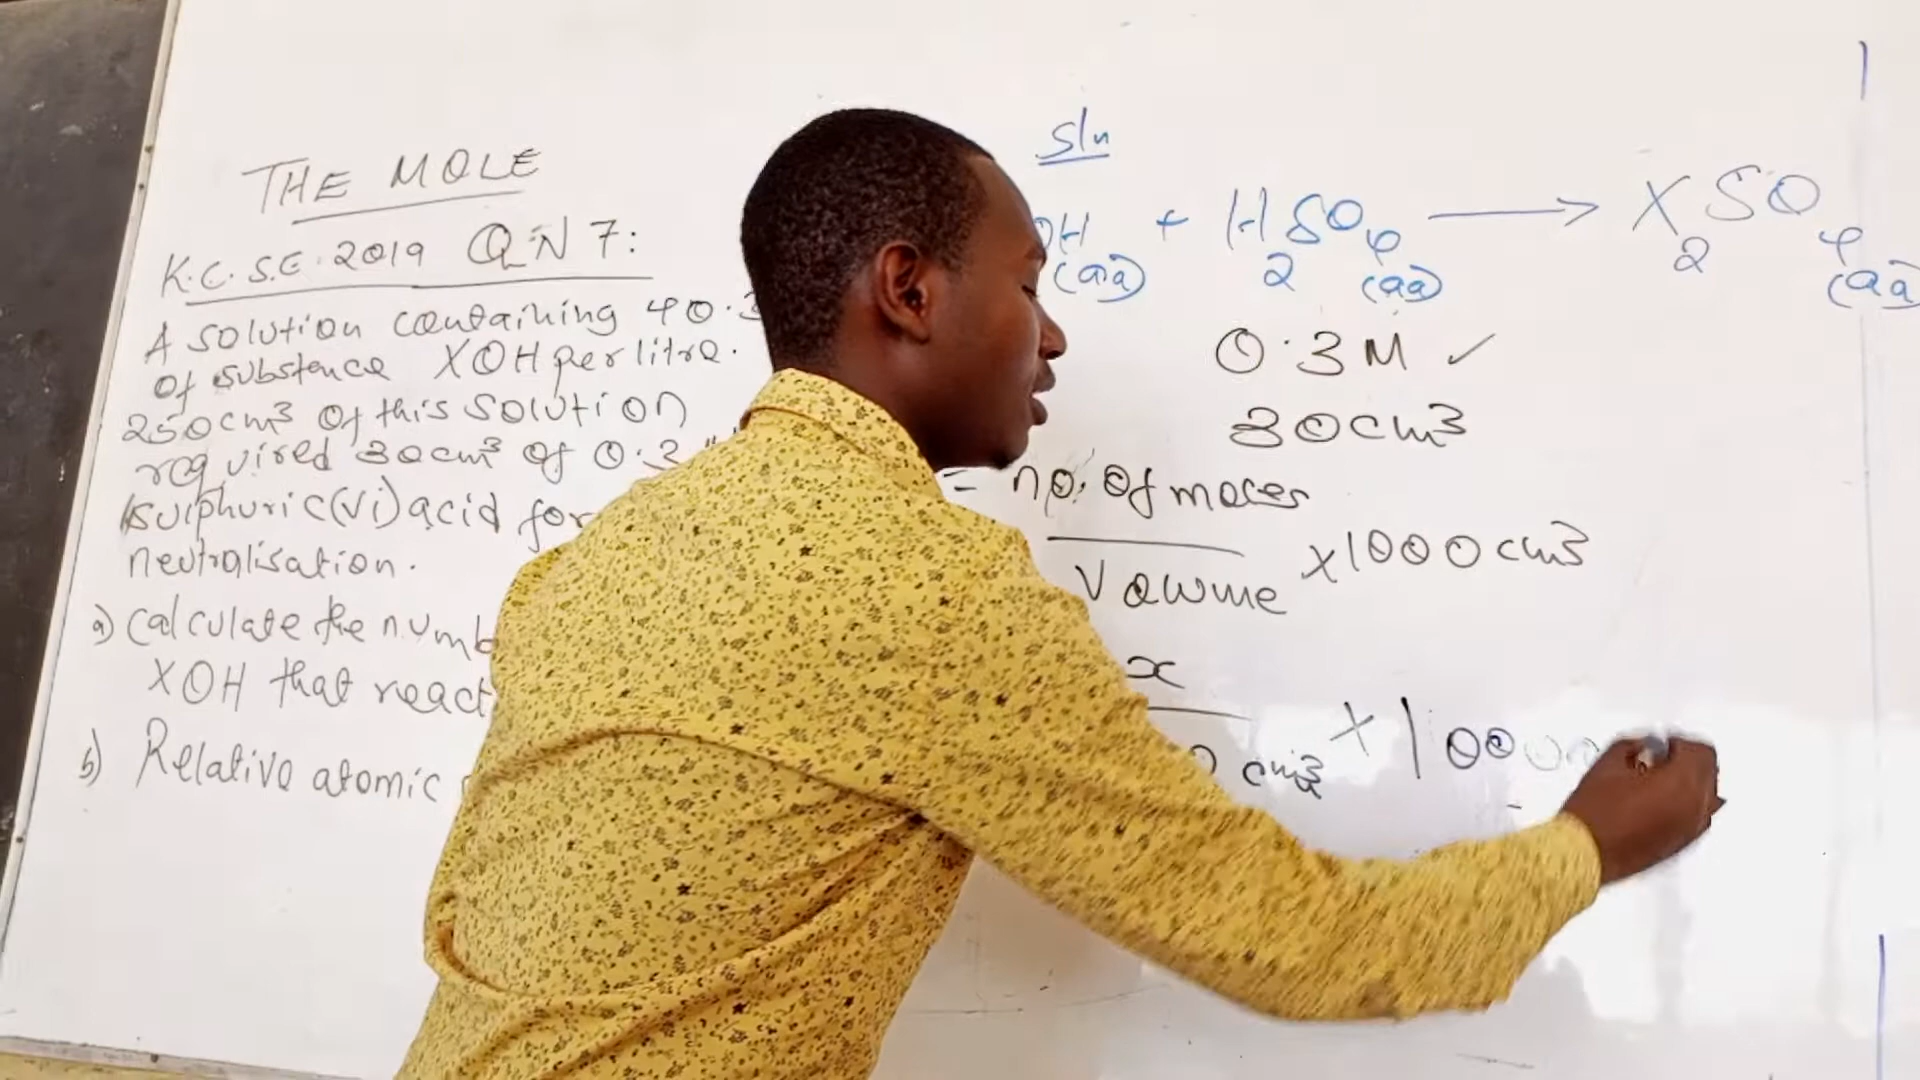 THE MOLE
K.C.S.E. 2019 QN 7:
A solution containing 40.3
of substance XOH per litre.
250cm³ of this solution
required 30cm³ of 0.3
sulphuric(vi) acid for
neutralisation.
a) Calculate the numb
XOH that react
b) Relative atomic
Sln
OH(aq) + H₂SO₄(aq) → X₂SO₄(aq)
0.3M ✓
30cm³
= no. of moles
Volume ×1000cm³
x
0 cm³ × 100